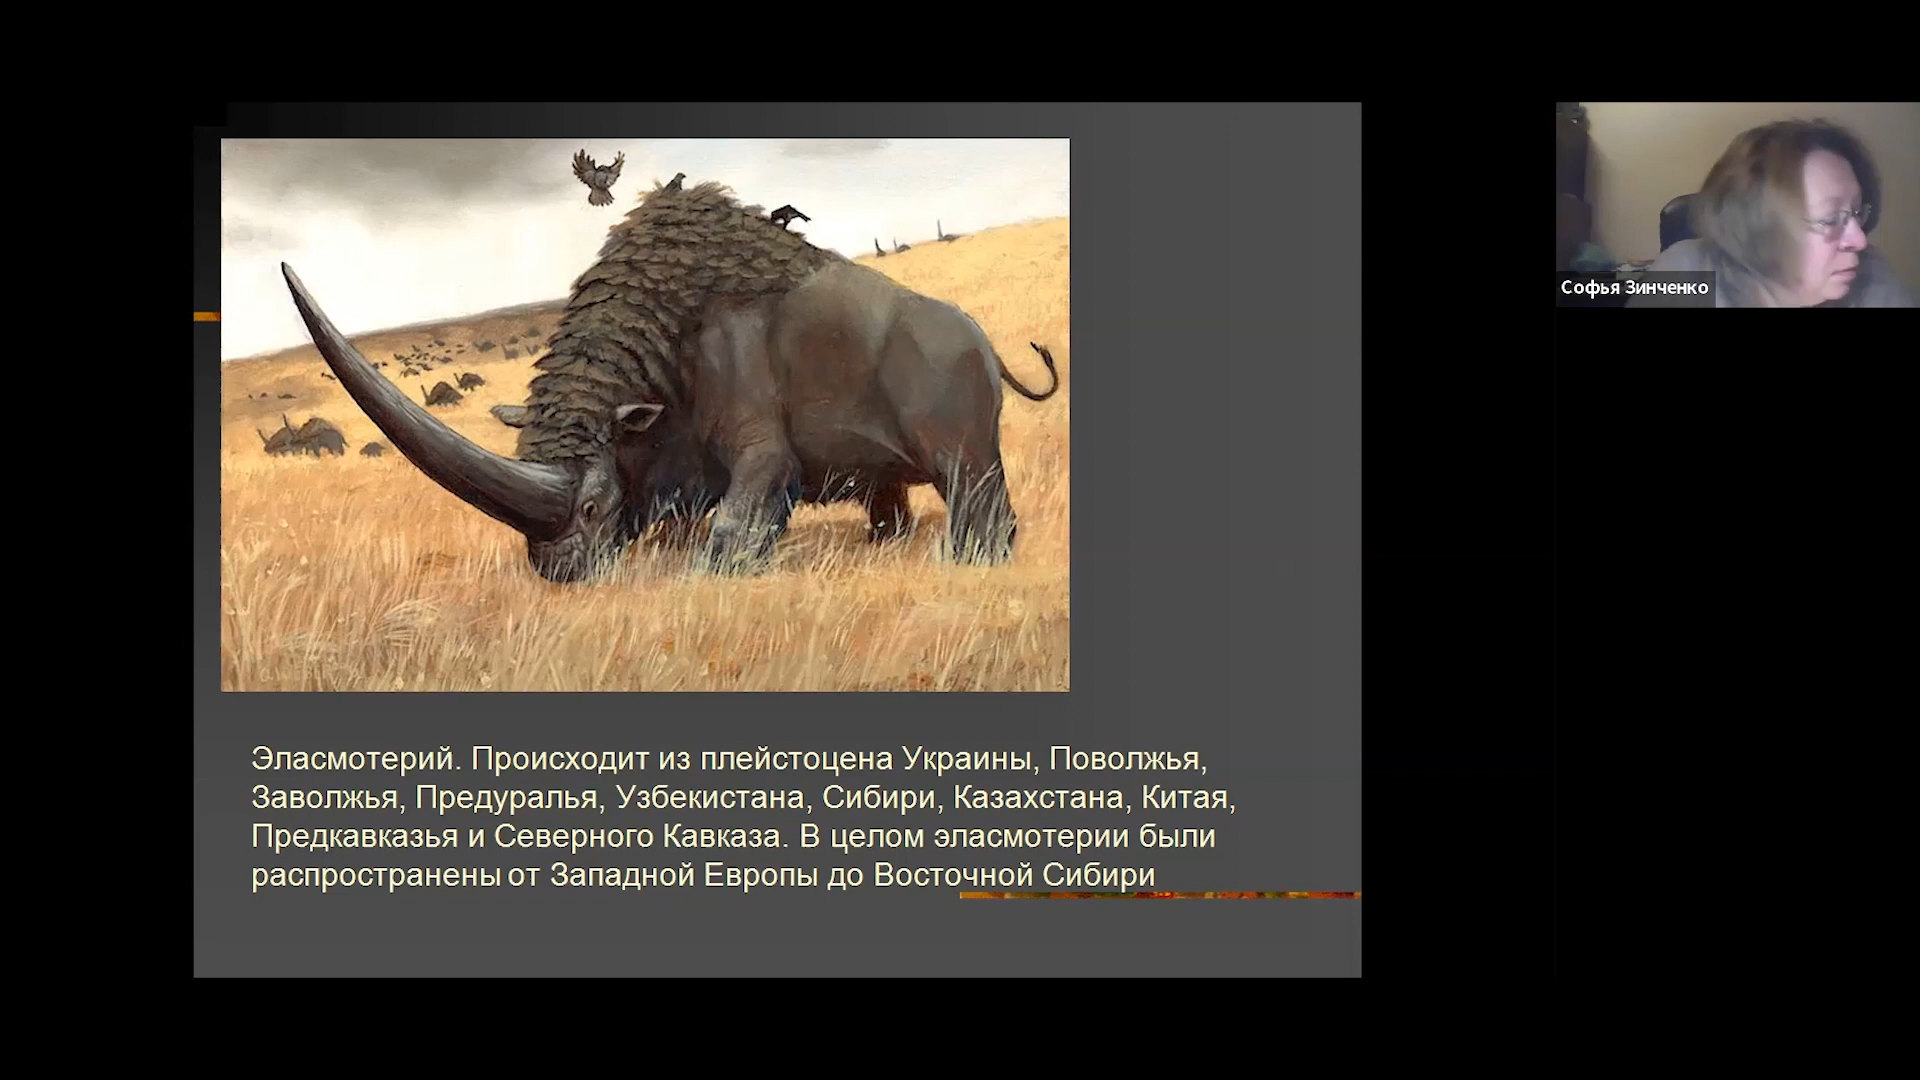 Софья Зинченко
Эласмотерий. Происходит из плейстоцена Украины, Поволжья,
Заволжья, Предуралья, Узбекистана, Сибири, Казахстана, Китая,
Предкавказья и Северного Кавказа. В целом эласмотерии были
распространены от Западной Европы до Восточной Сибири